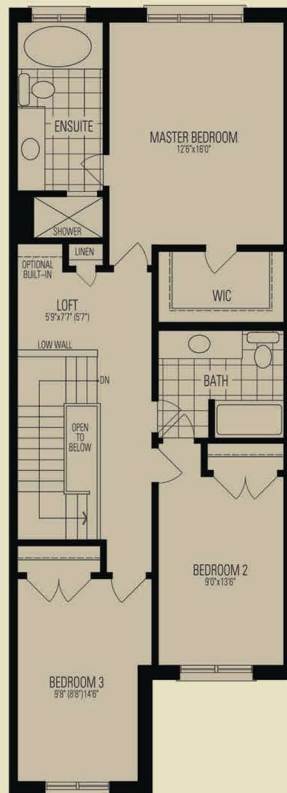 ENSUITE
MASTER BEDROOM
12'6"x16'0"
SHOWER
LINEN
OPTIONAL
BUILT-IN
WIC
LOFT
5'9"x7'7" (5'7")
LOW WALL
DN
BATH
OPEN
TO
BELOW
BEDROOM 2
9'0"x13'6"
BEDROOM 3
9'8" (8'8")14'6"